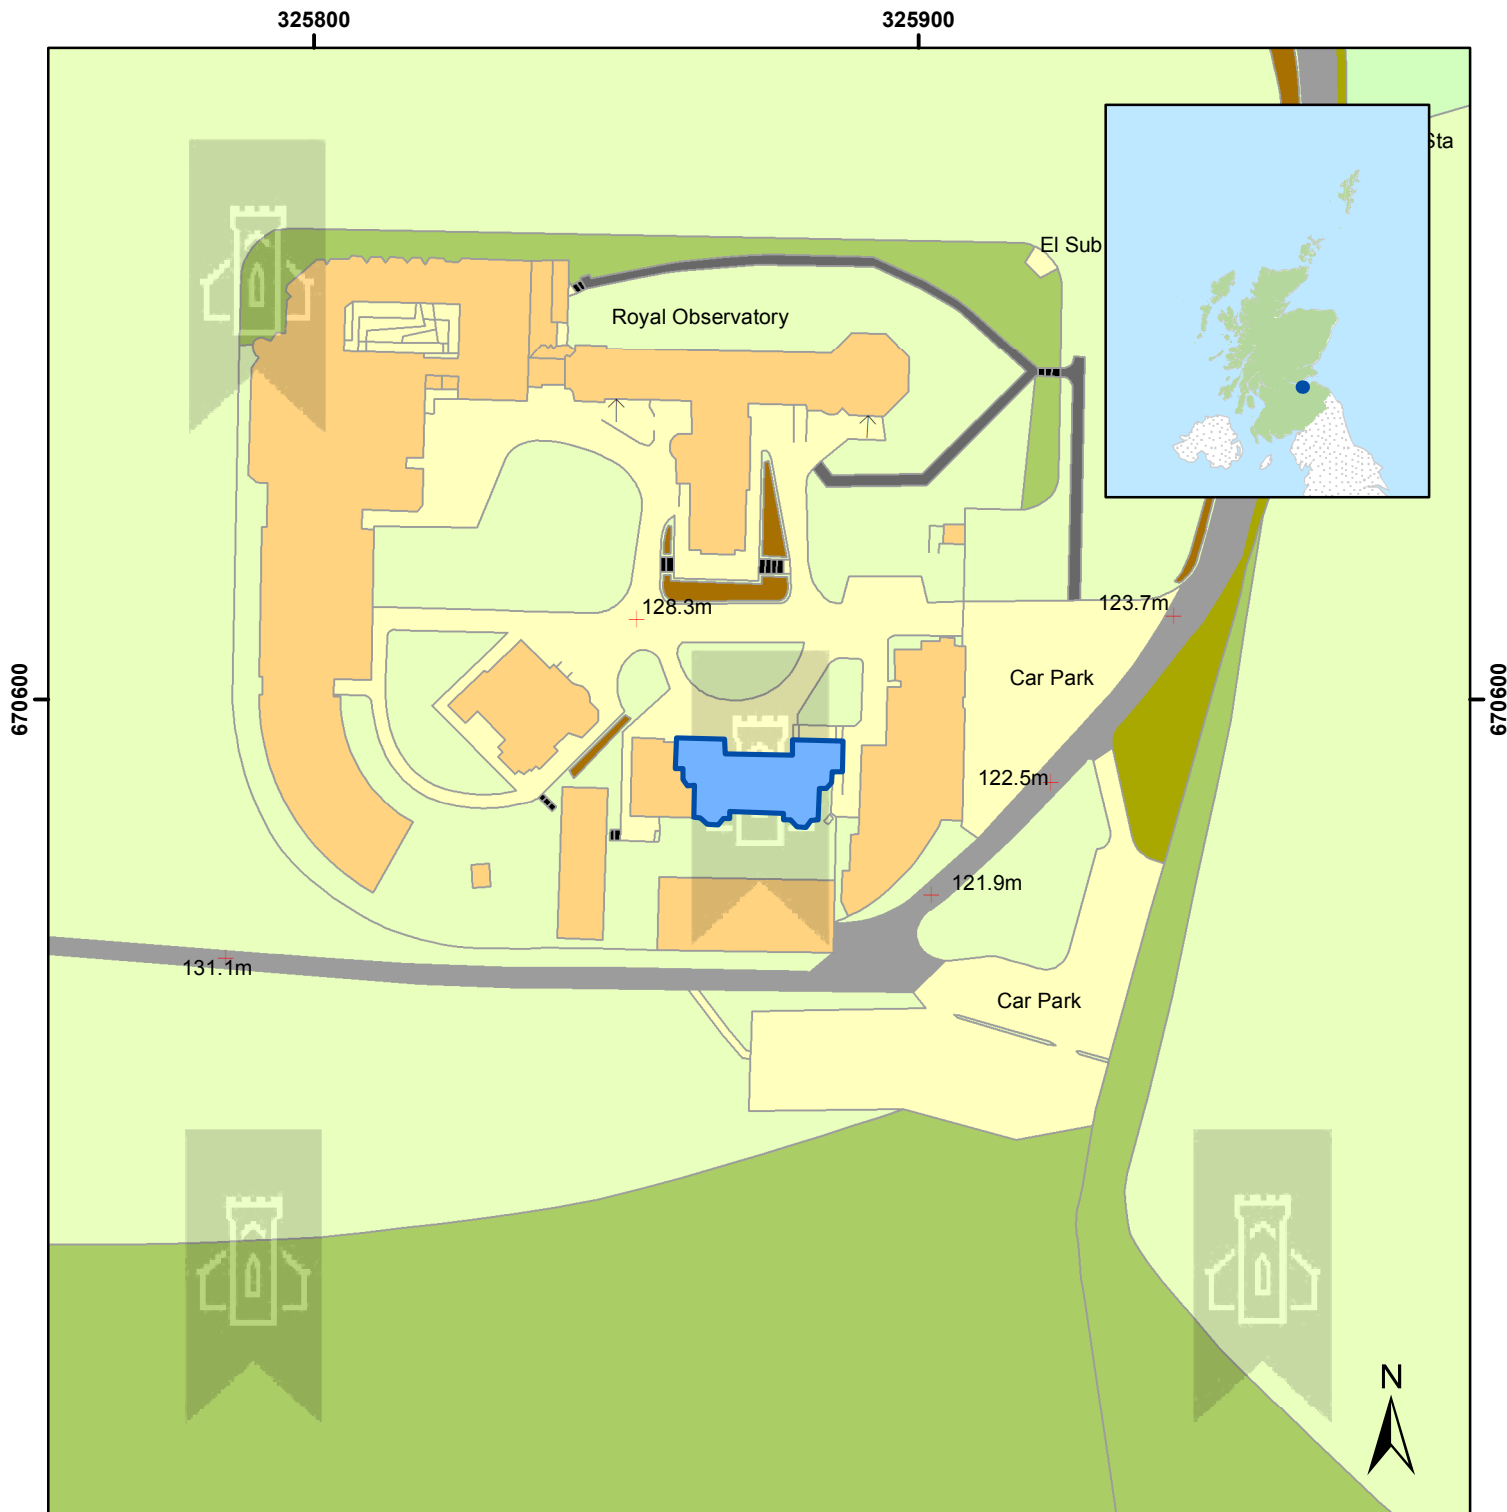 325800
325900
Sta
El Sub
Royal Observatory
128.3m
123.7m
670600
670600
Car Park
122.5m
121.9m
131.1m
Car Park
N